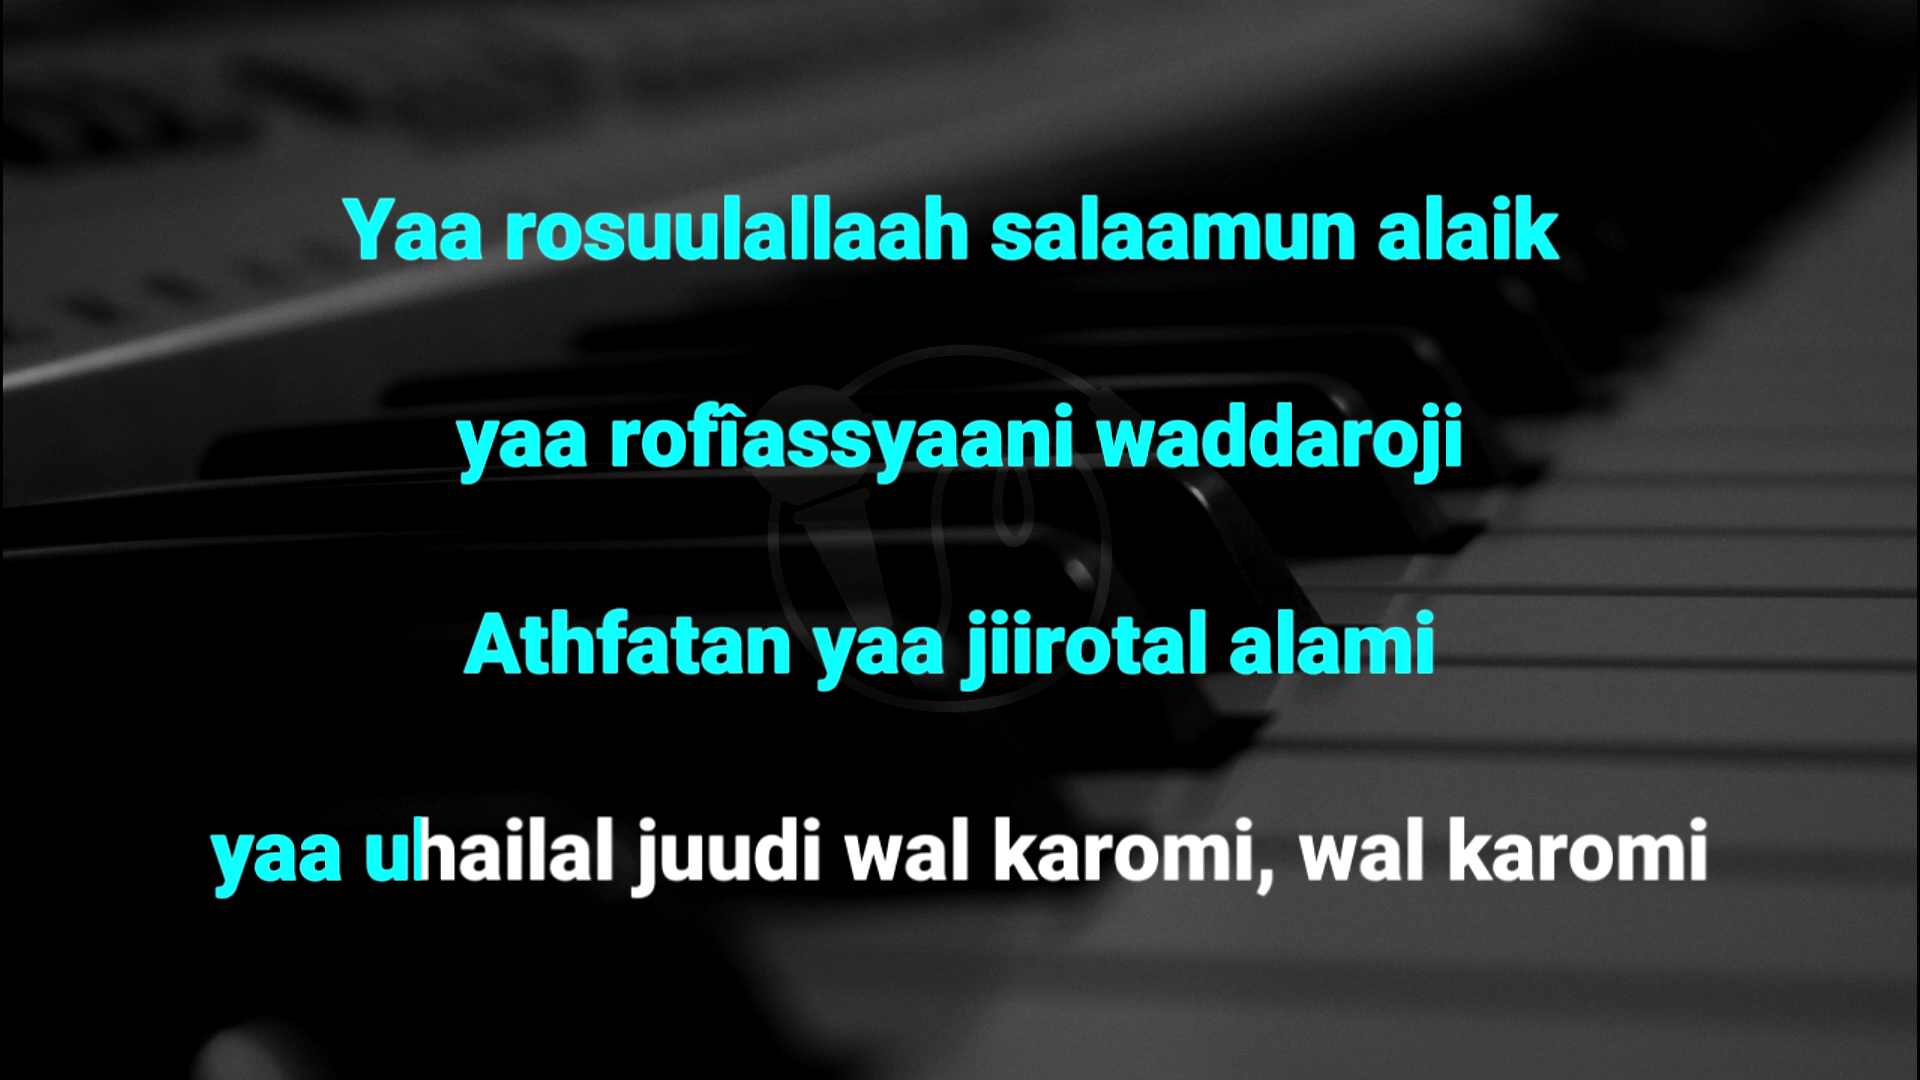 Yaa rosuulallaah salaamun alaik
yaa rofîassyaani waddaroji
Athfatan yaa jiirotal alami
yaa uhailal juudi wal karomi, wal karomi